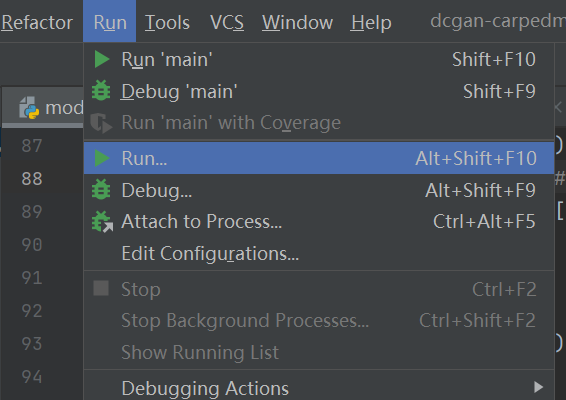 Refactor Run Tools VCS Window dcgan-carpedm
Run 'main' Shift+F10
mod Debug 'main' Shift+F9
Run 'main' with Coverage
87
Run... Alt+Shift+F10 )
88 #
89 Debug... Alt+Shift+F9 [
90 Attach to Process... Ctrl+Alt+F5
91 Edit Configurations...
Stop Ctrl+F2
92 Stop Background Processes... Ctrl+Shift+F2
93 Show Running List )
94 Debugging Actions